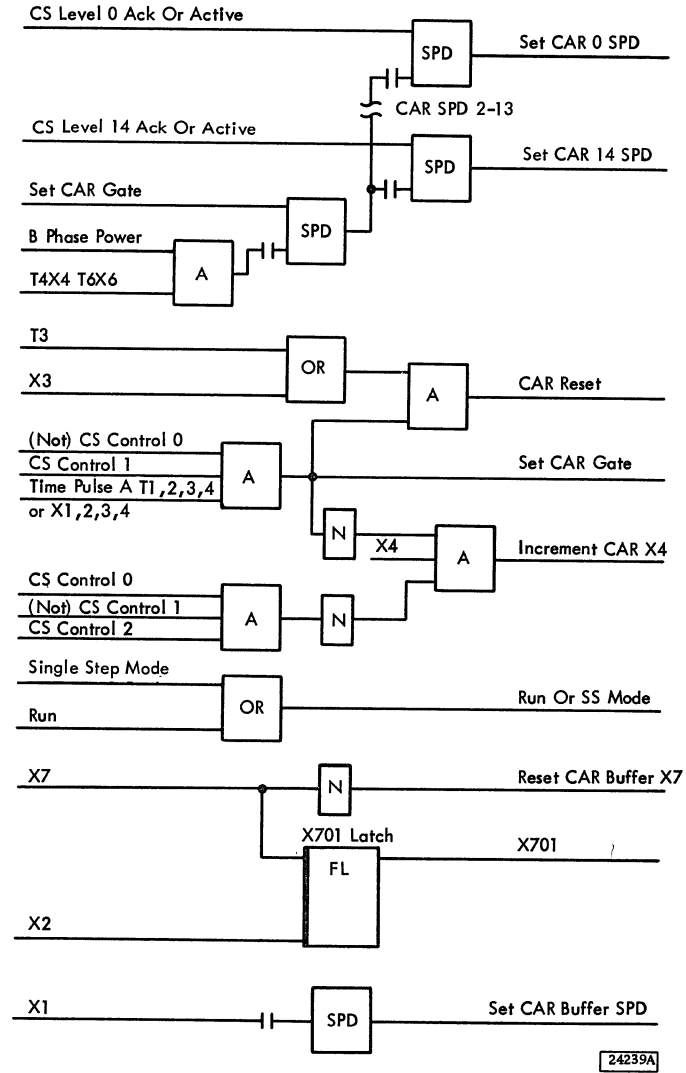 CS Level 0 Ack Or Active
SPD
Set CAR 0 SPD
CAR SPD 2-13
CS Level 14 Ack Or Active
SPD
Set CAR 14 SPD
Set CAR Gate
SPD
B Phase Power
A
T4X4 T6X6
T3
OR
X3
A
CAR Reset
(Not) CS Control 0
CS Control 1
A
Set CAR Gate
Time Pulse A T1,2,3,4
or X1,2,3,4
N
X4
A
Increment CAR X4
CS Control 0
(Not) CS Control 1
A
N
CS Control 2
Single Step Mode
OR
Run Or SS Mode
Run
X7
N
Reset CAR Buffer X7
X701 Latch
FL
X701
X2
X1
SPD
Set CAR Buffer SPD
24239A